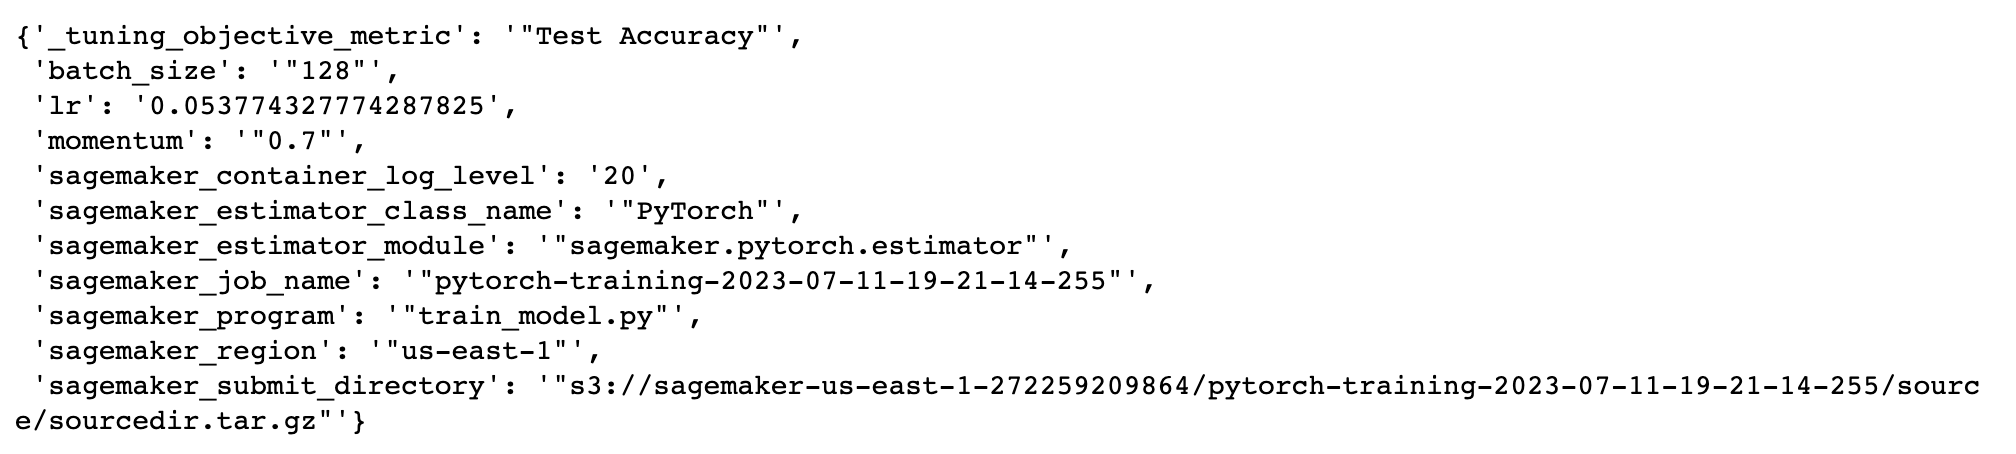 {'_tuning_objective_metric': '"Test Accuracy"',
 'batch_size': '"128"',
 'lr': '0.053774327774287825',
 'momentum': '"0.7"',
 'sagemaker_container_log_level': '20',
 'sagemaker_estimator_class_name': '"PyTorch"',
 'sagemaker_estimator_module': '"sagemaker.pytorch.estimator"',
 'sagemaker_job_name': '"pytorch-training-2023-07-11-19-21-14-255"',
 'sagemaker_program': '"train_model.py"',
 'sagemaker_region': '"us-east-1"',
 'sagemaker_submit_directory': '"s3://sagemaker-us-east-1-272259209864/pytorch-training-2023-07-11-19-21-14-255/sourc
e/sourcedir.tar.gz"'}